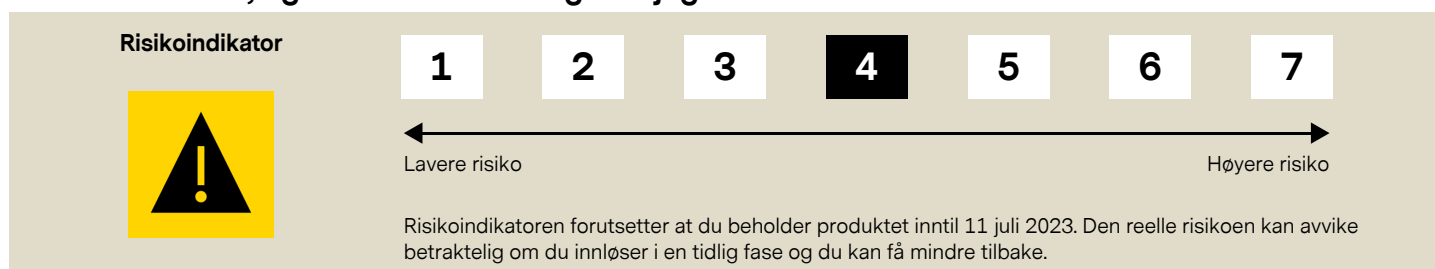 Risikoindikator
1 2 3 4 5 6 7
Lavere risiko Høyere risiko
Risikoindikatoren forutsetter at du beholder produktet inntil 11 juli 2023. Den reelle risikoen kan avvike
betraktelig om du innløser i en tidlig fase og du kan få mindre tilbake.